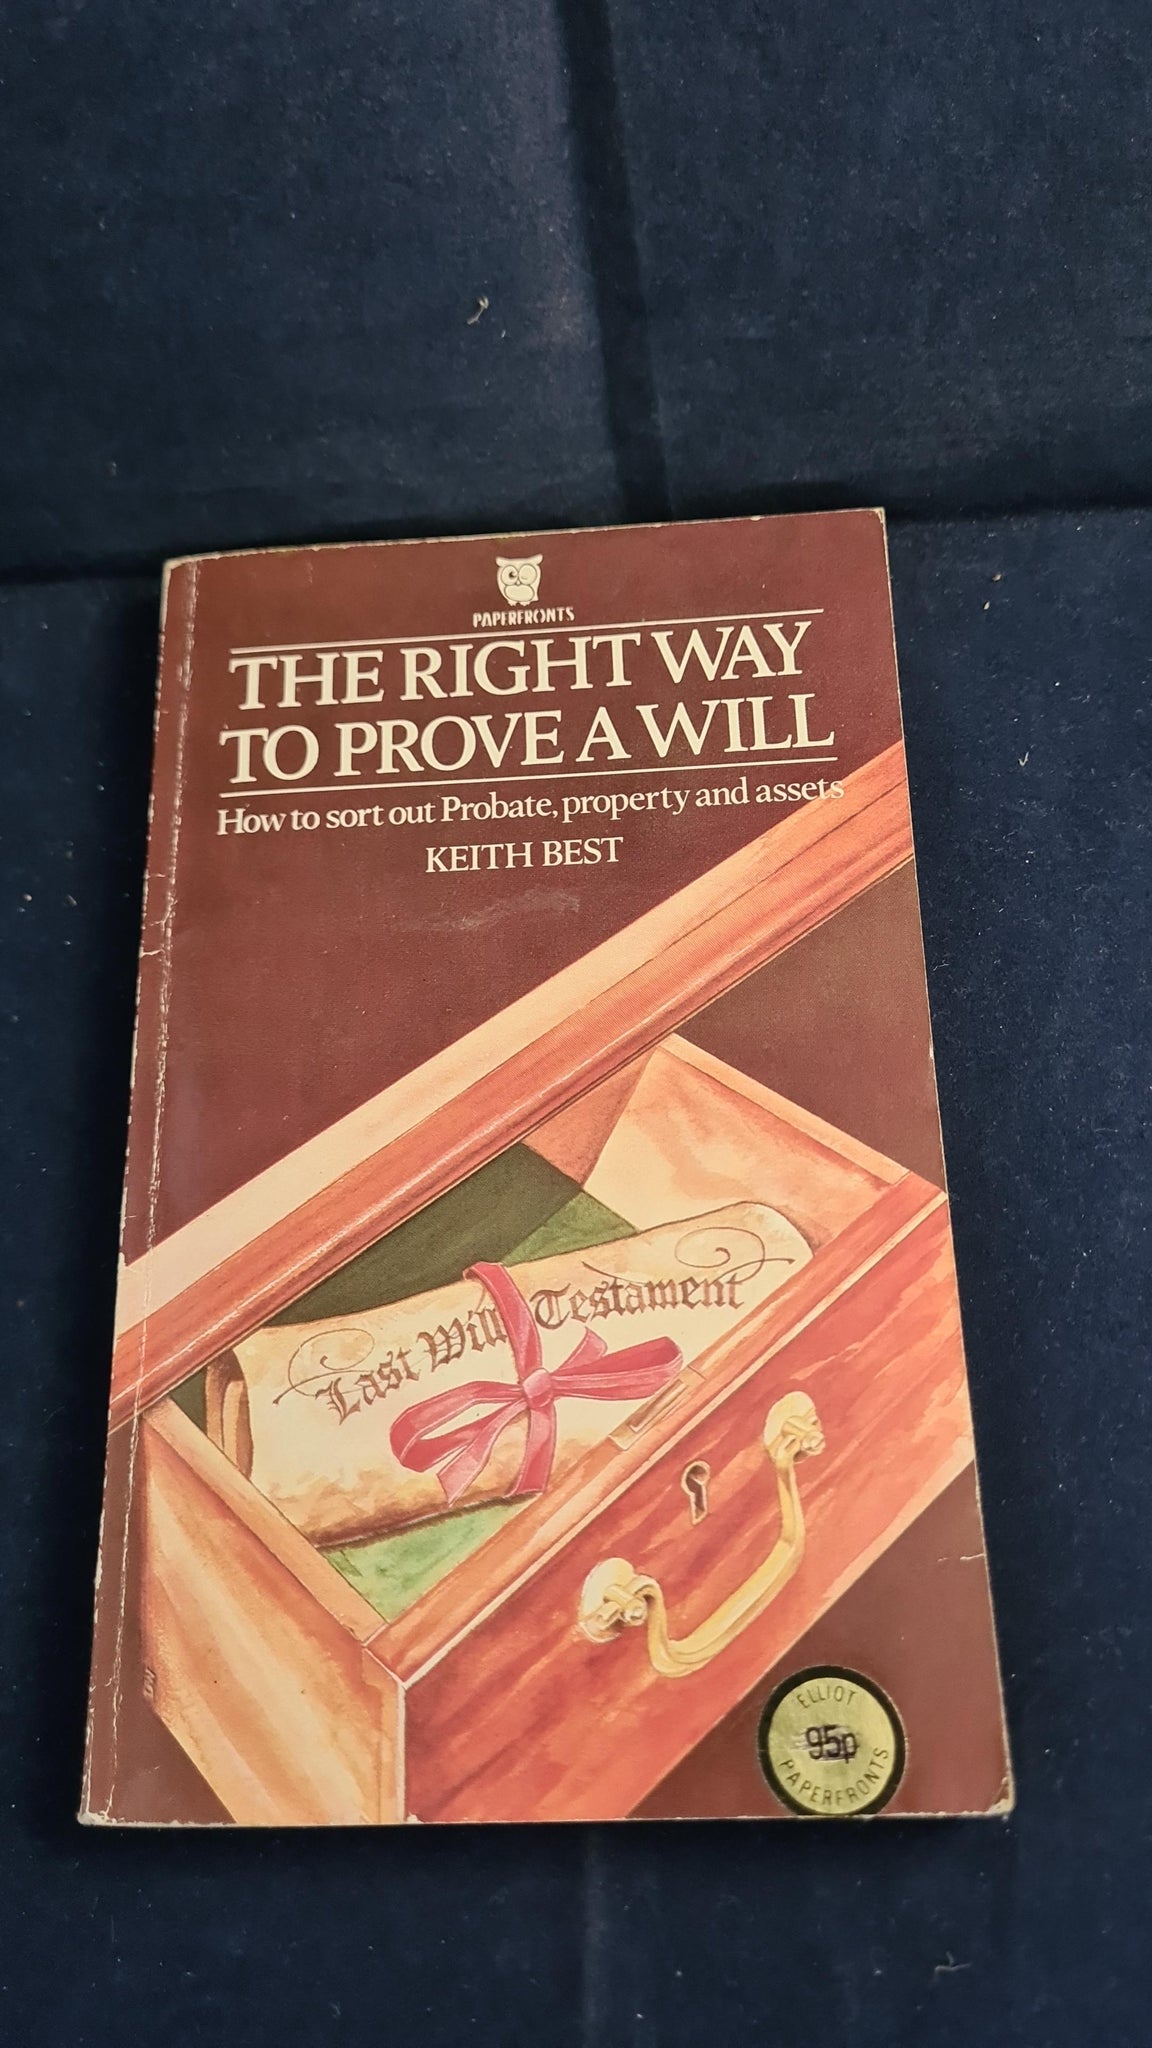 PAPERFRONTS
THE RIGHT WAY
TO PROVE A WILL
How to sort out Probate, property and assets
KEITH BEST
Last Will Testament
ELLIOT
95p
PAPERFRONTS